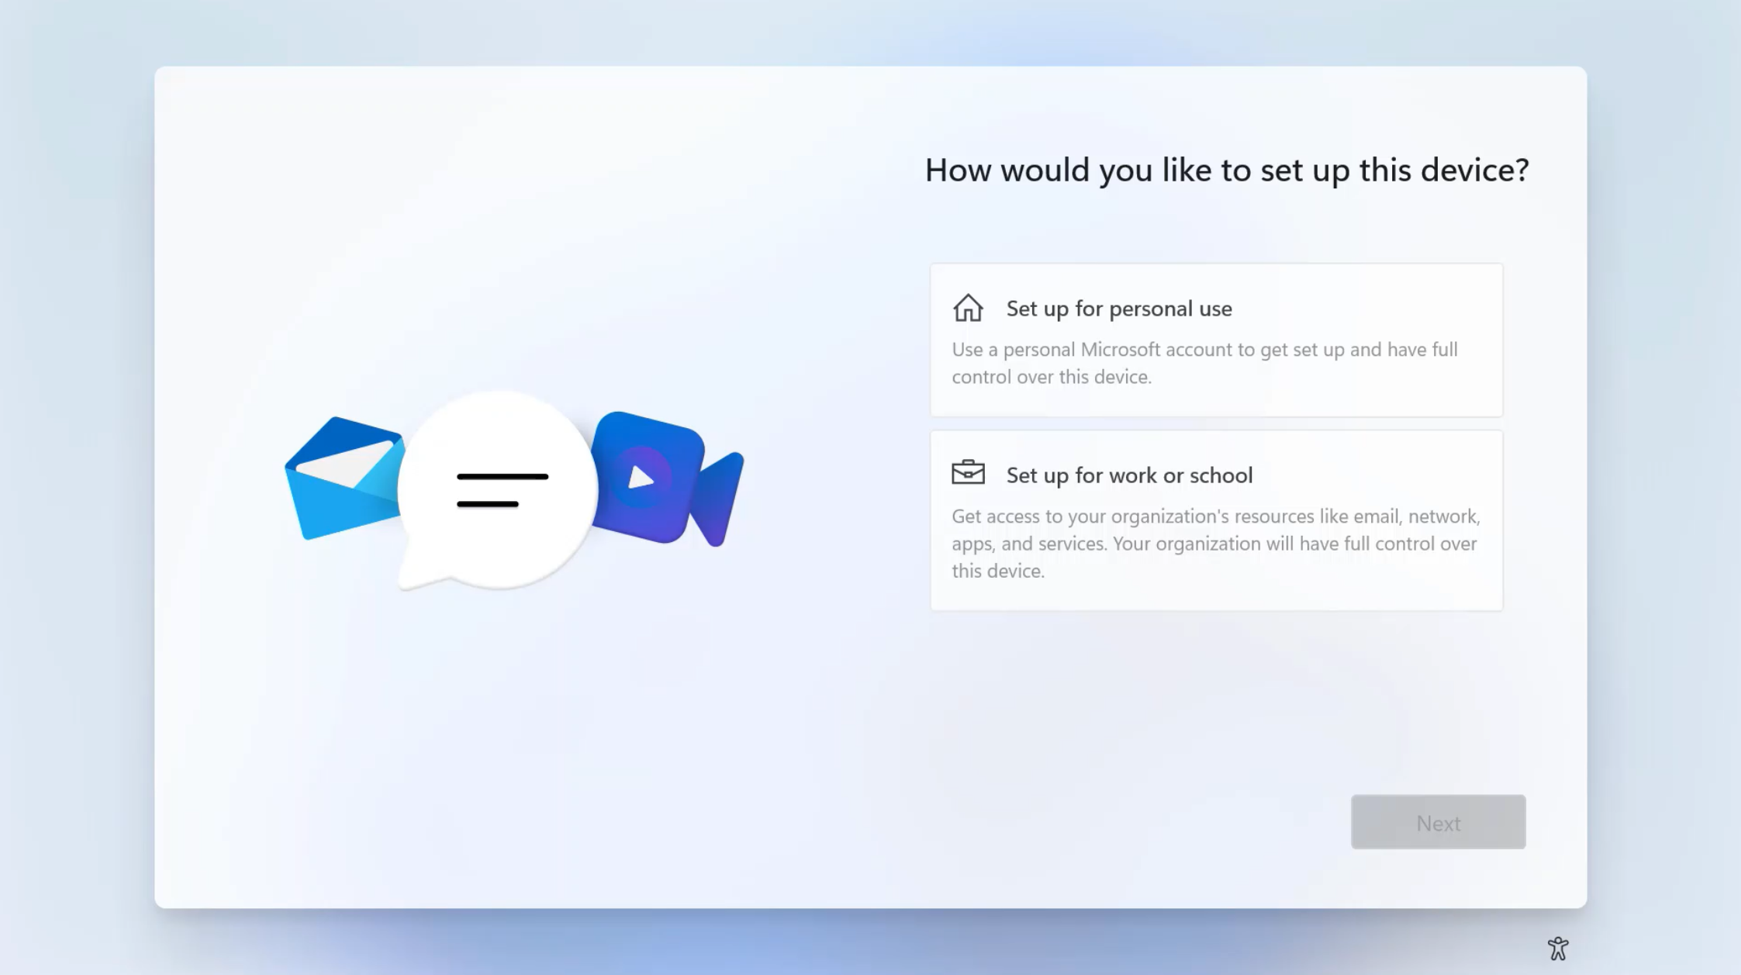 How would you like to set up this device?
Set up for personal use
Use a personal Microsoft account to get set up and have full
control over this device.
Set up for work or school
Get access to your organization's resources like email, network,
apps, and services. Your organization will have full control over
this device.
Next